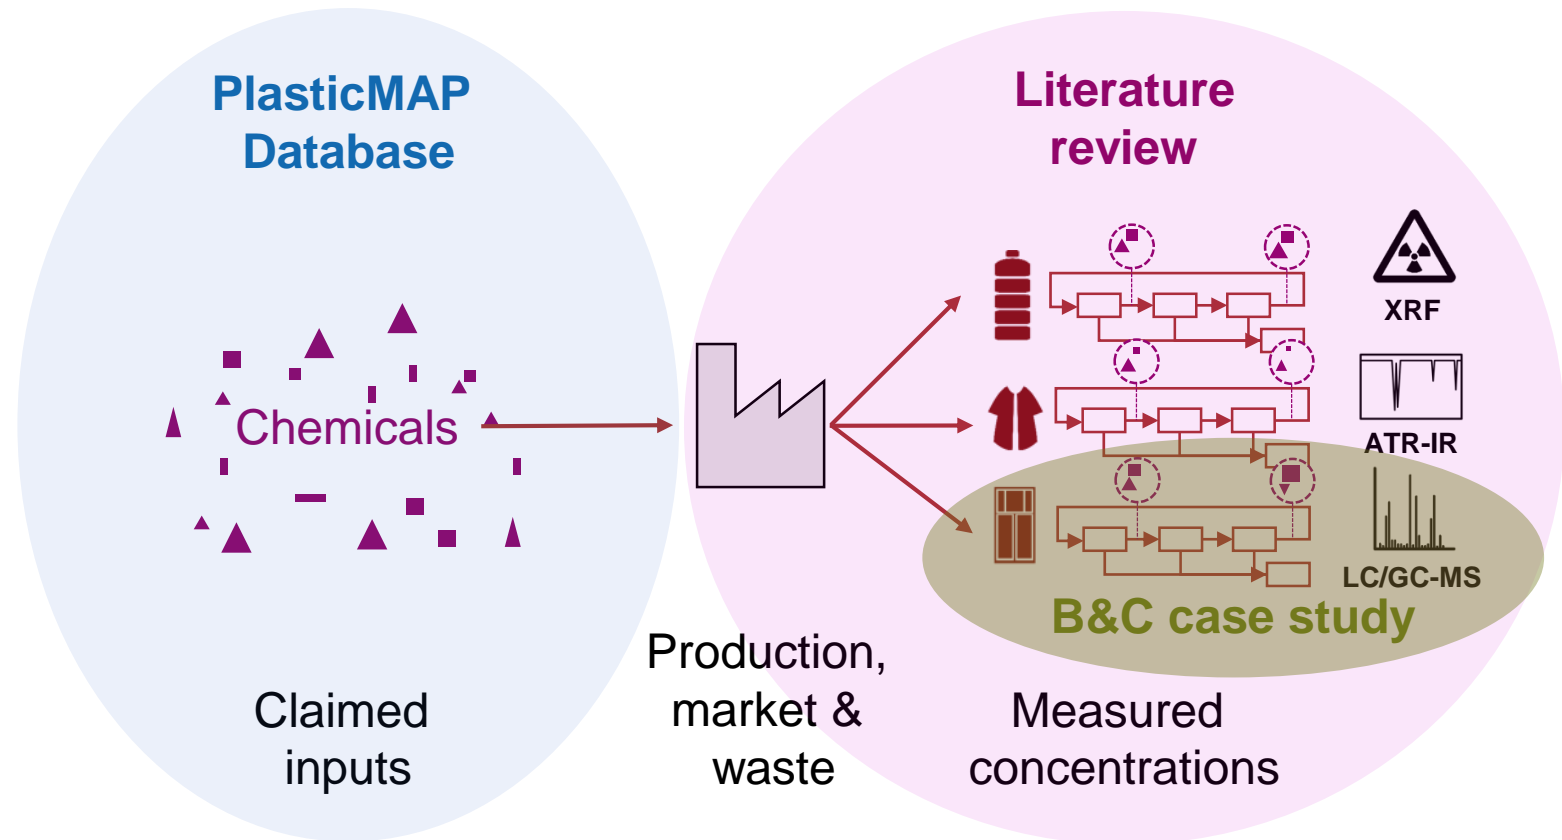 PlasticMAP
Database
Chemicals
Claimed
inputs
Production,
market &
waste
Literature
review
XRF
ATR-IR
LC/GC-MS
B&C case study
Measured
concentrations